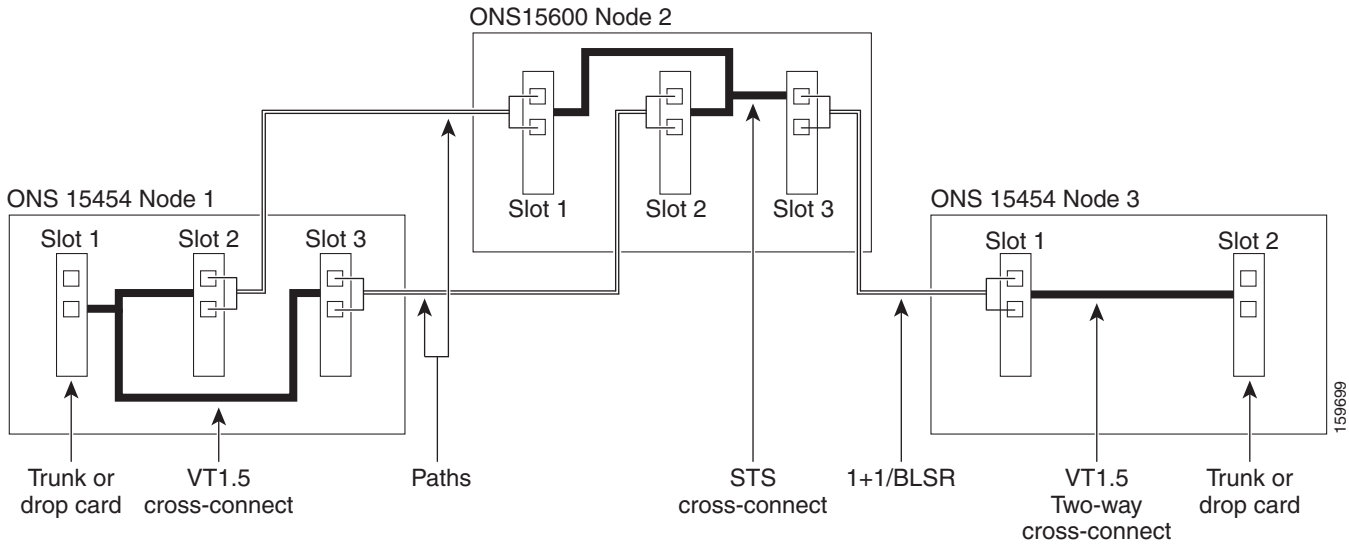 ONS15600 Node 2
Slot 1
Slot 2
Slot 3
ONS 15454 Node 1
Slot 1
Slot 2
Slot 3
ONS 15454 Node 3
Slot 1
Slot 2
Trunk or
drop card
VT1.5
cross-connect
Paths
STS
cross-connect
1+1/BLSR
VT1.5
Two-way
cross-connect
Trunk or
drop card
159699